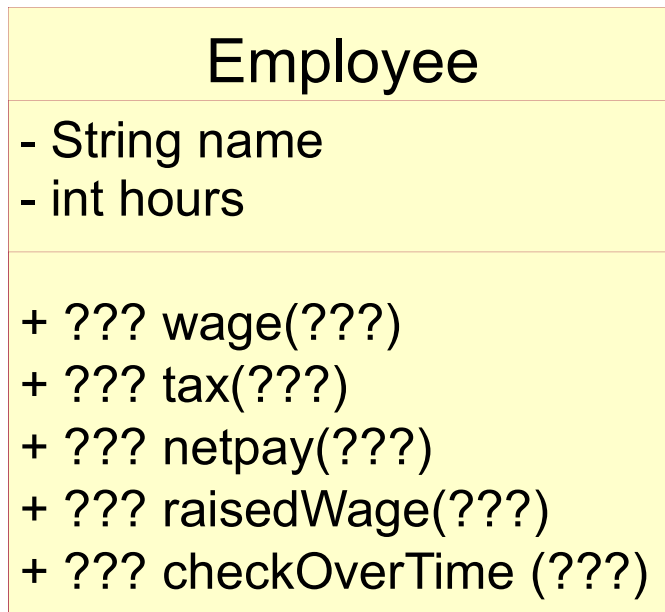 Employee
- String name
- int hours
+ ??? wage(???)
+ ??? tax(???)
+ ??? netpay(???)
+ ??? raisedWage(???)
+ ??? checkOverTime (???)